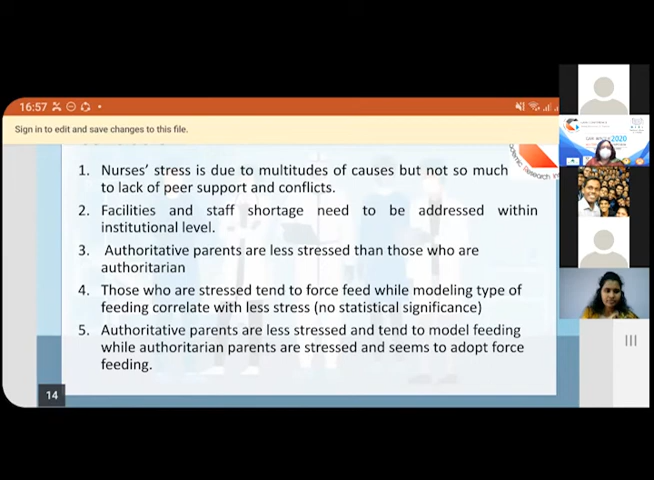 16:57
Sign in to edit and save changes to this file.
1. Nurses' stress is due to multitudes of causes but not so much
to lack of peer support and conflicts.
2. Facilities and staff shortage need to be addressed within
institutional level.
3. Authoritative parents are less stressed than those who are
authoritarian
4. Those who are stressed tend to force feed while modeling type of
feeding correlate with less stress (no statistical significance)
5. Authoritative parents are less stressed and tend to model feeding
while authoritarian parents are stressed and seems to adopt force
feeding.
14
2020